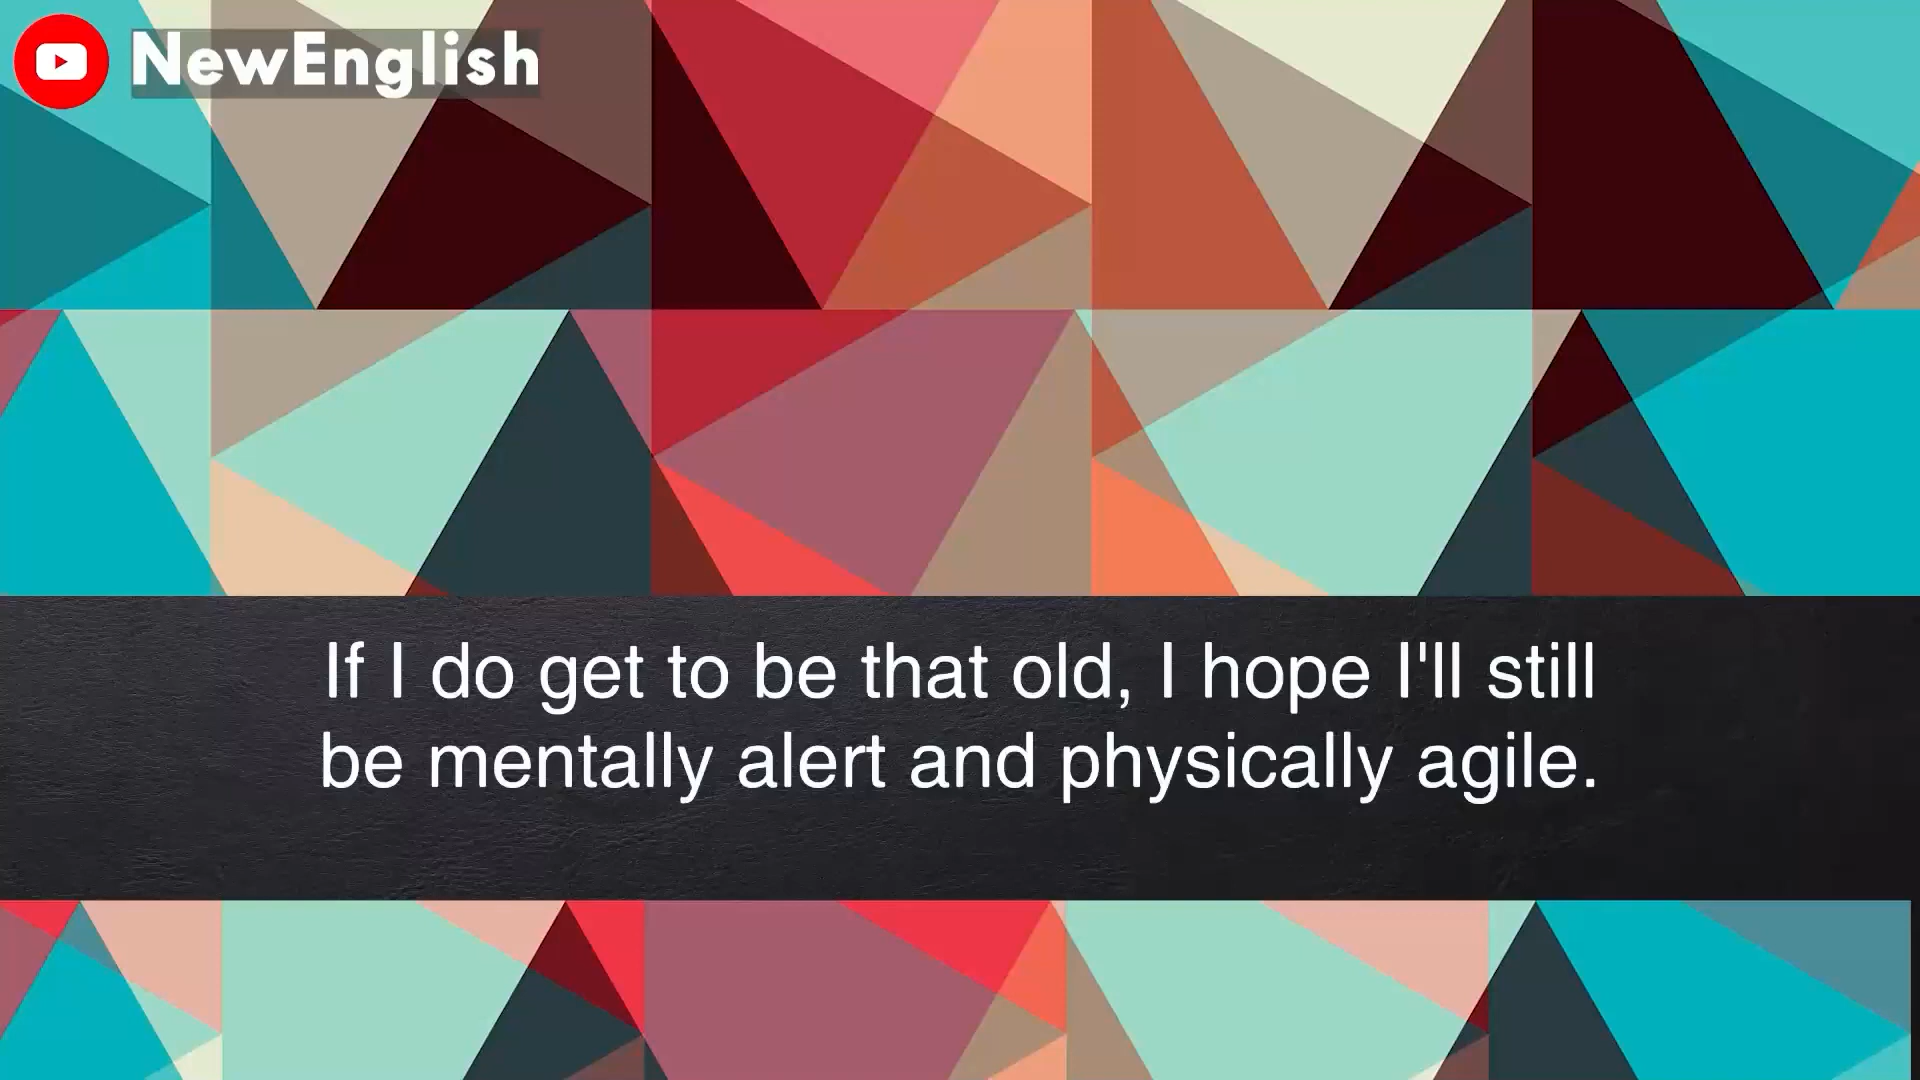 NewEnglish
If I do get to be that old, I hope I'll still
be mentally alert and physically agile.